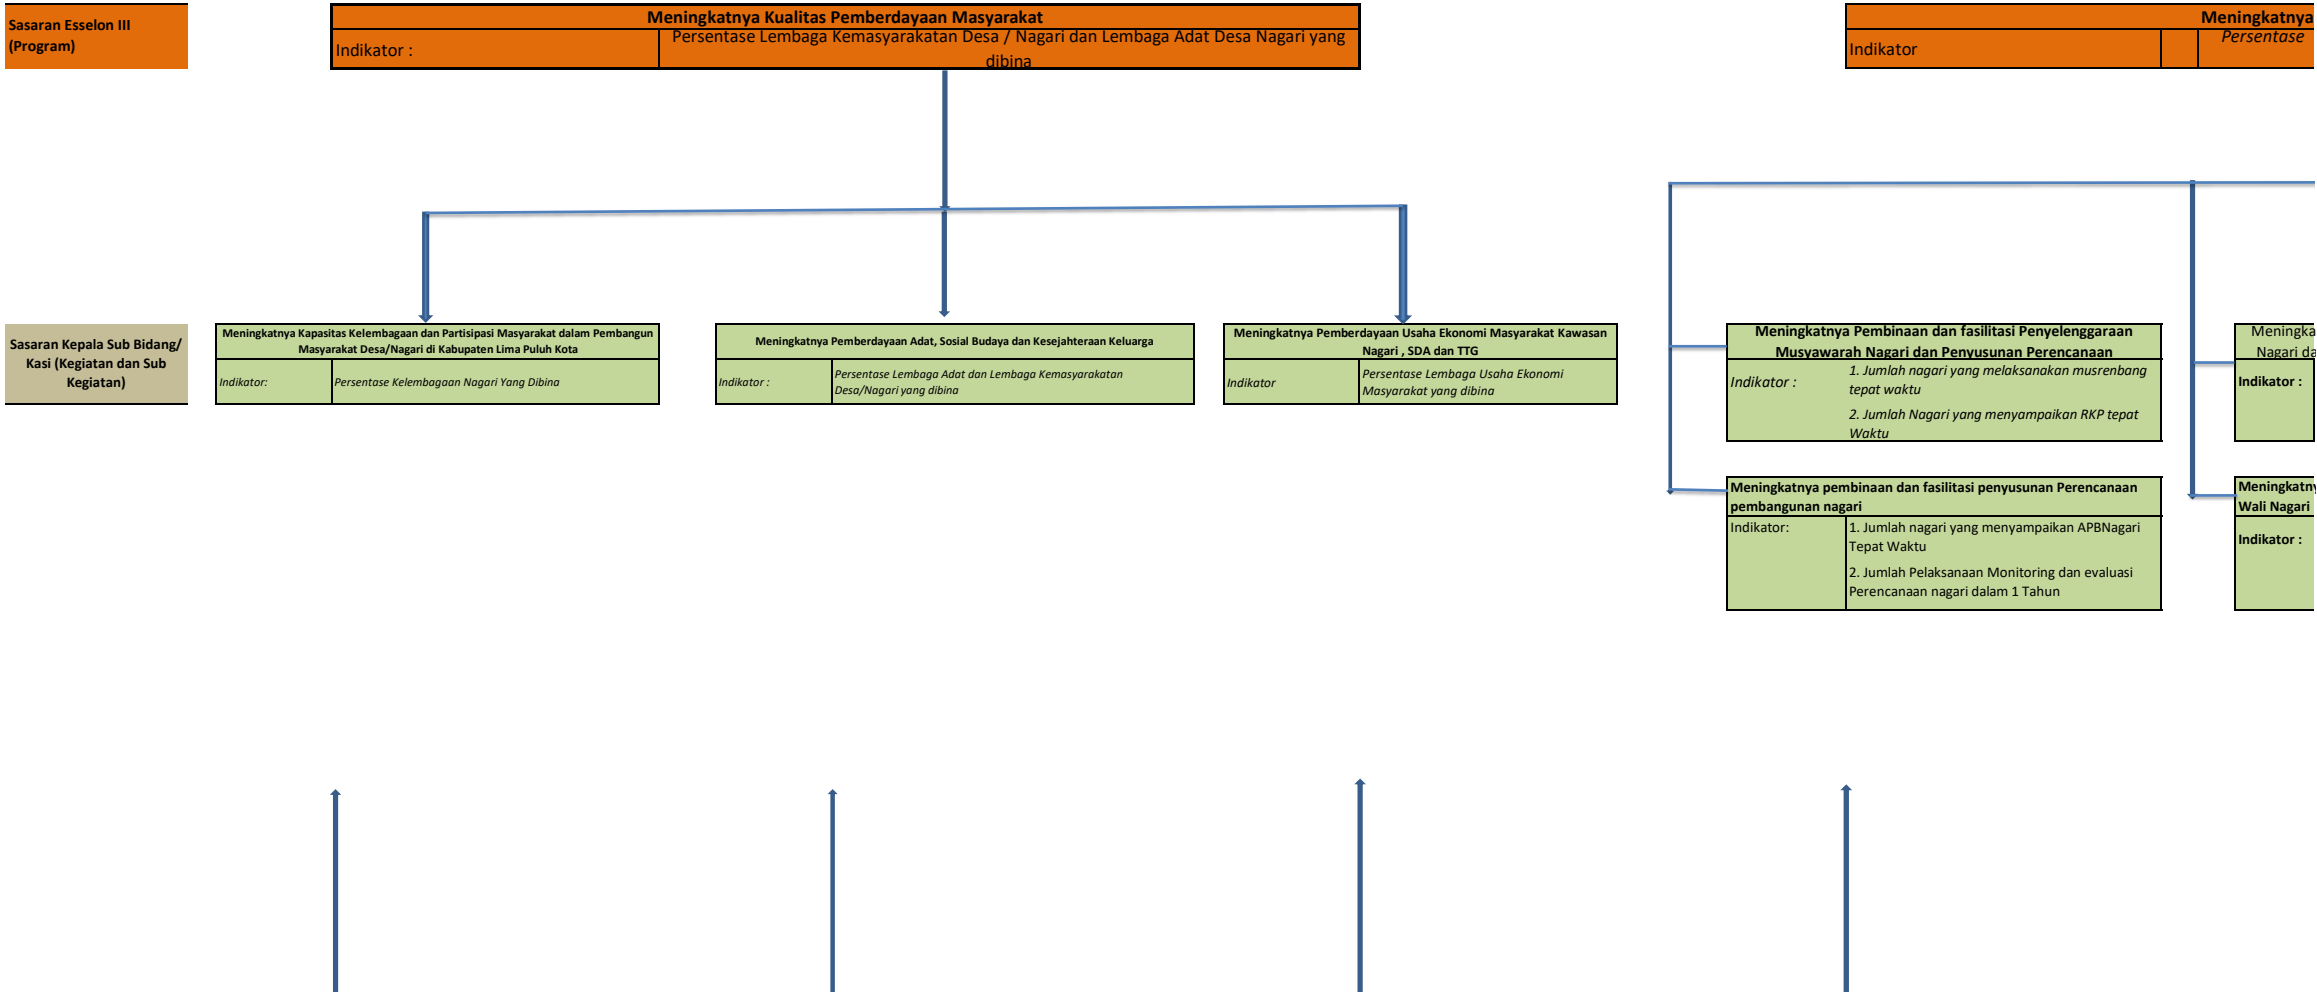 Sasaran Esselon III
(Program)
Meningkatnya Kualitas Pemberdayaan Masyarakat
Indikator :
Persentase Lembaga Kemasyarakatan Desa / Nagari dan Lembaga Adat Desa Nagari yang
dibina
Meningkatnya
Indikator
Persentase
Sasaran Kepala Sub Bidang/
Kasi (Kegiatan dan Sub
Kegiatan)
Meningkatnya Kapasitas Kelembagaan dan Partisipasi Masyarakat dalam Pembangun
Masyarakat Desa/Nagari di Kabupaten Lima Puluh Kota
Indikator:
Persentase Kelembagaan Nagari Yang Dibina
Meningkatnya Pemberdayaan Adat, Sosial Budaya dan Kesejahteraan Keluarga
Indikator :
Persentase Lembaga Adat dan Lembaga Kemasyarakatan
Desa/Nagari yang dibina
Meningkatnya Pemberdayaan Usaha Ekonomi Masyarakat Kawasan
Nagari , SDA dan TTG
Indikator
Persentase Lembaga Usaha Ekonomi
Masyarakat yang dibina
Meningkatnya Pembinaan dan fasilitasi Penyelenggaraan
Musyawarah Nagari dan Penyusunan Perencanaan
Indikator :
1. Jumlah nagari yang melaksanakan musrenbang
tepat waktu
2. Jumlah Nagari yang menyampaikan RKP tepat
Waktu
Meningka
Nagari da
Indikator :
Meningkatnya pembinaan dan fasilitasi penyusunan Perencanaan
pembangunan nagari
Indikator:
1. Jumlah nagari yang menyampaikan APBNagari
Tepat Waktu
2. Jumlah Pelaksanaan Monitoring dan evaluasi
Perencanaan nagari dalam 1 Tahun
Meningkatny
Wali Nagari
Indikator :